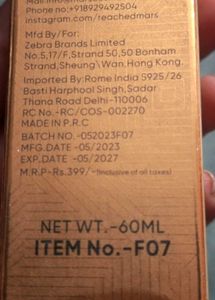 Phone no:+918929492504
instagram.com/reachedmars
Mfd By/For:
Zebra Brands Limited
No.5,17/F,Strand 50,50 Bonham
Strand,Sheung Wan.Hong Kong.
Imported By:Rome India 5925/26
Basti Harphool Singh,Sadar
Thana Road Delhi-110006
RC No.-RC/COS-002270
MADE IN P.R.C
BATCH NO.-052023F07
MFG.DATE -05/2023
EXP.DATE -05/2027
M.R.P-Rs.399/-(Inclusive of all taxes)
NET WT.-60ML
ITEM No.-F07